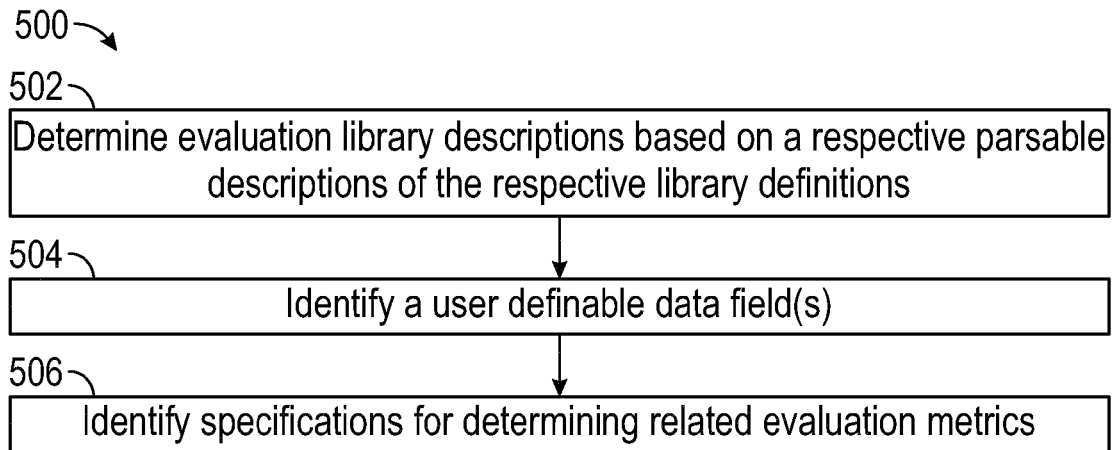 500
502
Determine evaluation library descriptions based on a respective parsable
descriptions of the respective library definitions
504
Identify a user definable data field(s)
506
Identify specifications for determining related evaluation metrics